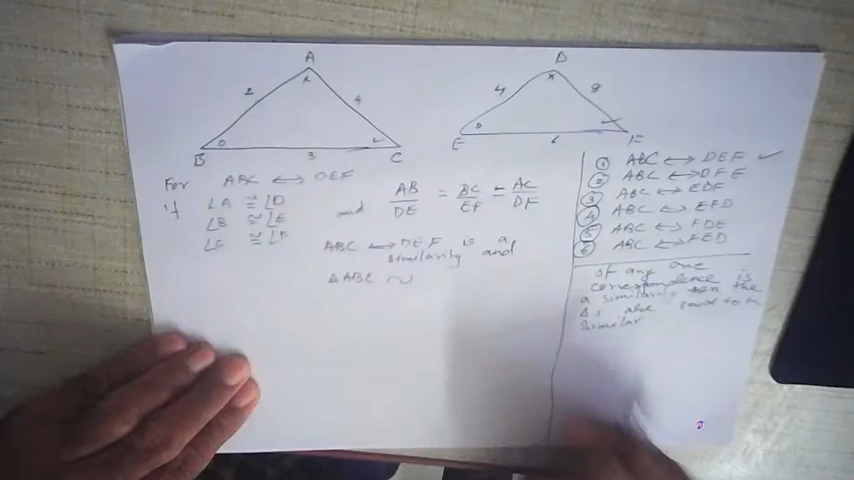 A
2
4
B
3
C
D
4
8
E
6
F
For ABC ↔ DEF
if ∠A ≅ ∠D
∠B ≅ ∠E
∠C ≅ ∠F
and AB/DE = BC/EF = AC/DF
ABC ↔ DEF is a
similarity and
△ABC ~
① ABC ↔ DEF ✓
② ABC ↔ DFE
③ ABC ↔ EDF
④ ABC ↔ EFD
⑤ ABC ↔ FDE
⑥ ABC ↔ FED
If any one
correspondence is
a similarity then the
△s are said to be
similar